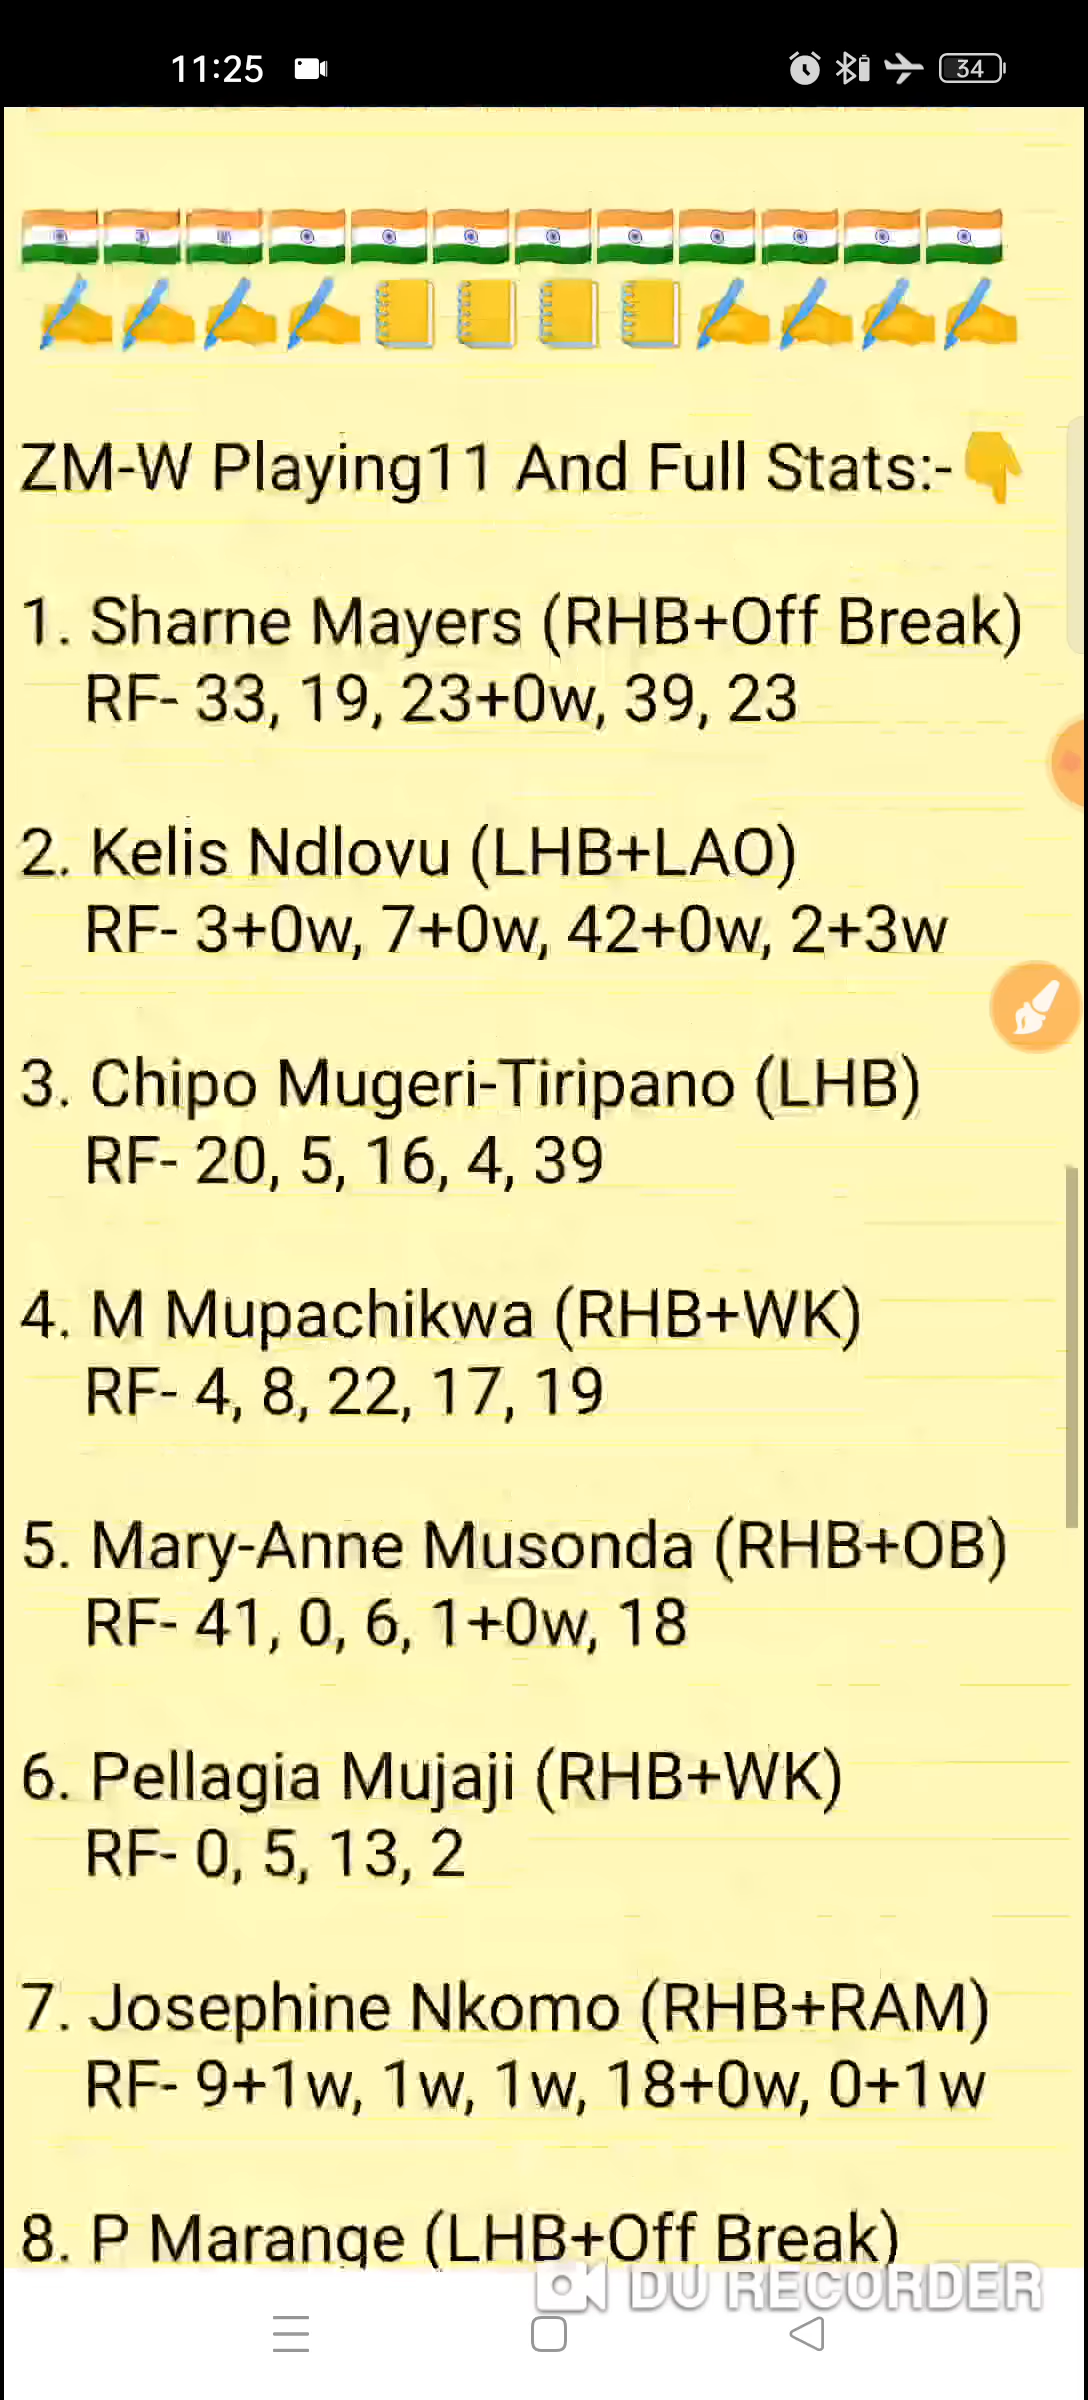 11:25
34
ZM-W Playing11 And Full Stats:-
1. Sharne Mayers (RHB+Off Break)
RF- 33, 19, 23+0w, 39, 23
2. Kelis Ndlovu (LHB+LAO)
RF- 3+0w, 7+0w, 42+0w, 2+3w
3. Chipo Mugeri-Tiripano (LHB)
RF- 20, 5, 16, 4, 39
4. M Mupachikwa (RHB+WK)
RF- 4, 8, 22, 17, 19
5. Mary-Anne Musonda (RHB+OB)
RF- 41, 0, 6, 1+0w, 18
6. Pellagia Mujaji (RHB+WK)
RF- 0, 5, 13, 2
7. Josephine Nkomo (RHB+RAM)
RF- 9+1w, 1w, 1w, 18+0w, 0+1w
8. P Marange (LHB+Off Break)
DU RECORDER